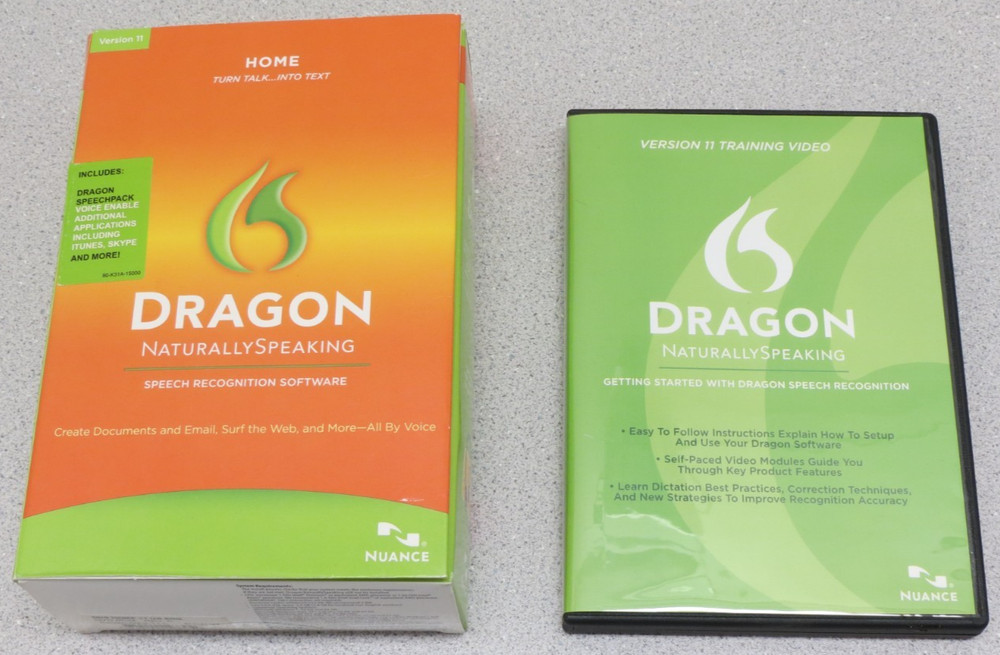 Version 11
HOME
TURN TALK...INTO TEXT
INCLUDES:
DRAGON
SPEECHPACK
VOICE ENABLE
ADDITIONAL
APPLICATIONS
INCLUDING
ITUNES, SKYPE
AND MORE!
DRAGON
NATURALLYSPEAKING
SPEECH RECOGNITION SOFTWARE
Create Documents and Email, Surf the Web, and More—All By Voice
NUANCE
System Requirements:
VERSION 11 TRAINING VIDEO
DRAGON
NATURALLYSPEAKING
GETTING STARTED WITH DRAGON SPEECH RECOGNITION
• Easy To Follow Instructions Explain How To Setup
And Use Your Dragon Software
• Self-Paced Video Modules Guide You
Through Key Product Features
• Learn Dictation Best Practices, Correction Techniques,
And New Strategies To Improve Recognition Accuracy
NUANCE